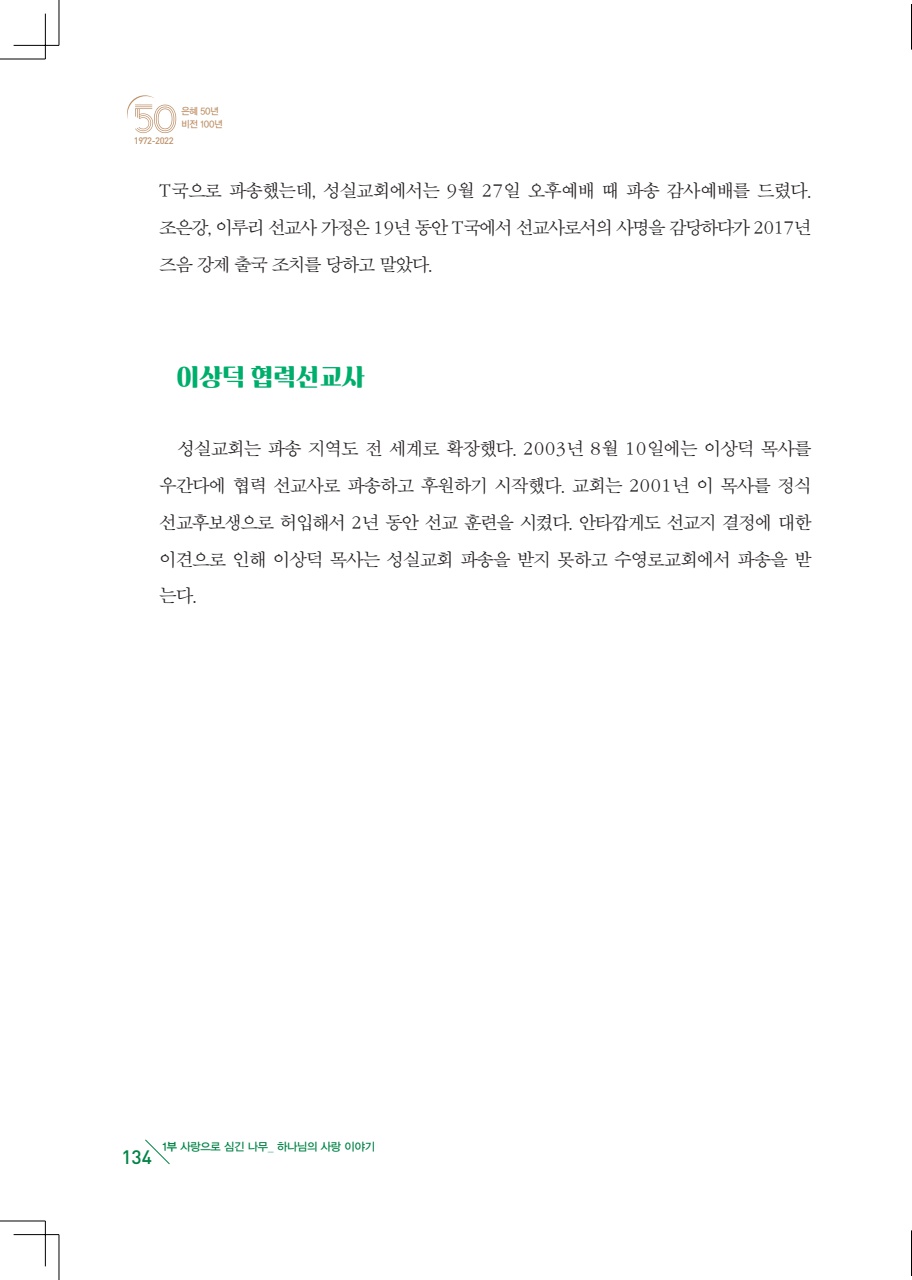 50
은혜 50년
비전 100년
1972-2022
T국으로 파송했는데, 성실교회에서는 9월 27일 오후예배 때 파송 감사예배를 드렸다.
조은강, 이루리 선교사 가정은 19년 동안 T국에서 선교사로서의 사명을 감당하다가 2017년
즈음 강제 출국 조치를 당하고 말았다.
이상덕 협력선교사
성실교회는 파송 지역도 전 세계로 확장했다. 2003년 8월 10일에는 이상덕 목사를
우간다에 협력 선교사로 파송하고 후원하기 시작했다. 교회는 2001년 이 목사를 정식
선교후보생으로 허입해서 2년 동안 선교 훈련을 시켰다. 안타깝게도 선교지 결정에 대한
이견으로 인해 이상덕 목사는 성실교회 파송을 받지 못하고 수영로교회에서 파송을 받
는다.
134
1부 사랑으로 심긴 나무_ 하나님의 사랑 이야기